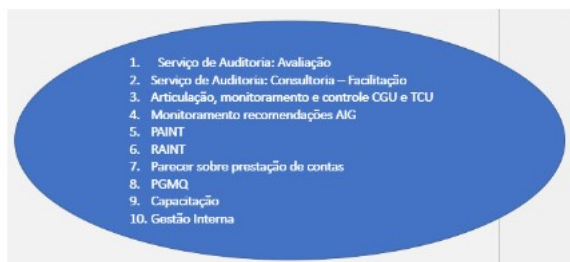 1. Serviço de Auditoria: Avaliação
2. Serviço de Auditoria: Consultoria – Facilitação
3. Articulação, monitoramento e controle CGU e TCU
4. Monitoramento recomendações AIG
5. PAINT
6. RAINT
7. Parecer sobre prestação de contas
8. PGMQ
9. Capacitação
10. Gestão Interna